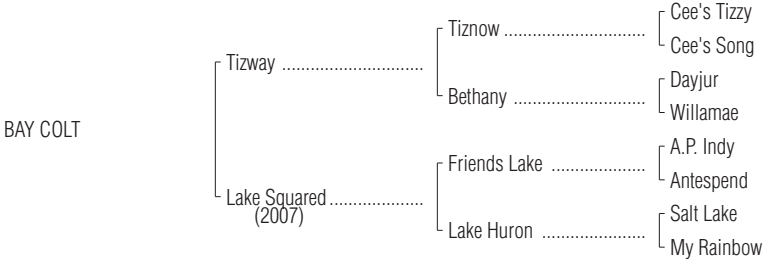 Cee's Tizzy
Tiznow ..............................
Cee's Song
Tizway ..............................
Dayjur
Bethany ............................
Willamae
BAY COLT
A.P. Indy
Friends Lake ....................
Antespend
Lake Squared ....................
(2007)
Salt Lake
Lake Huron ......................
My Rainbow